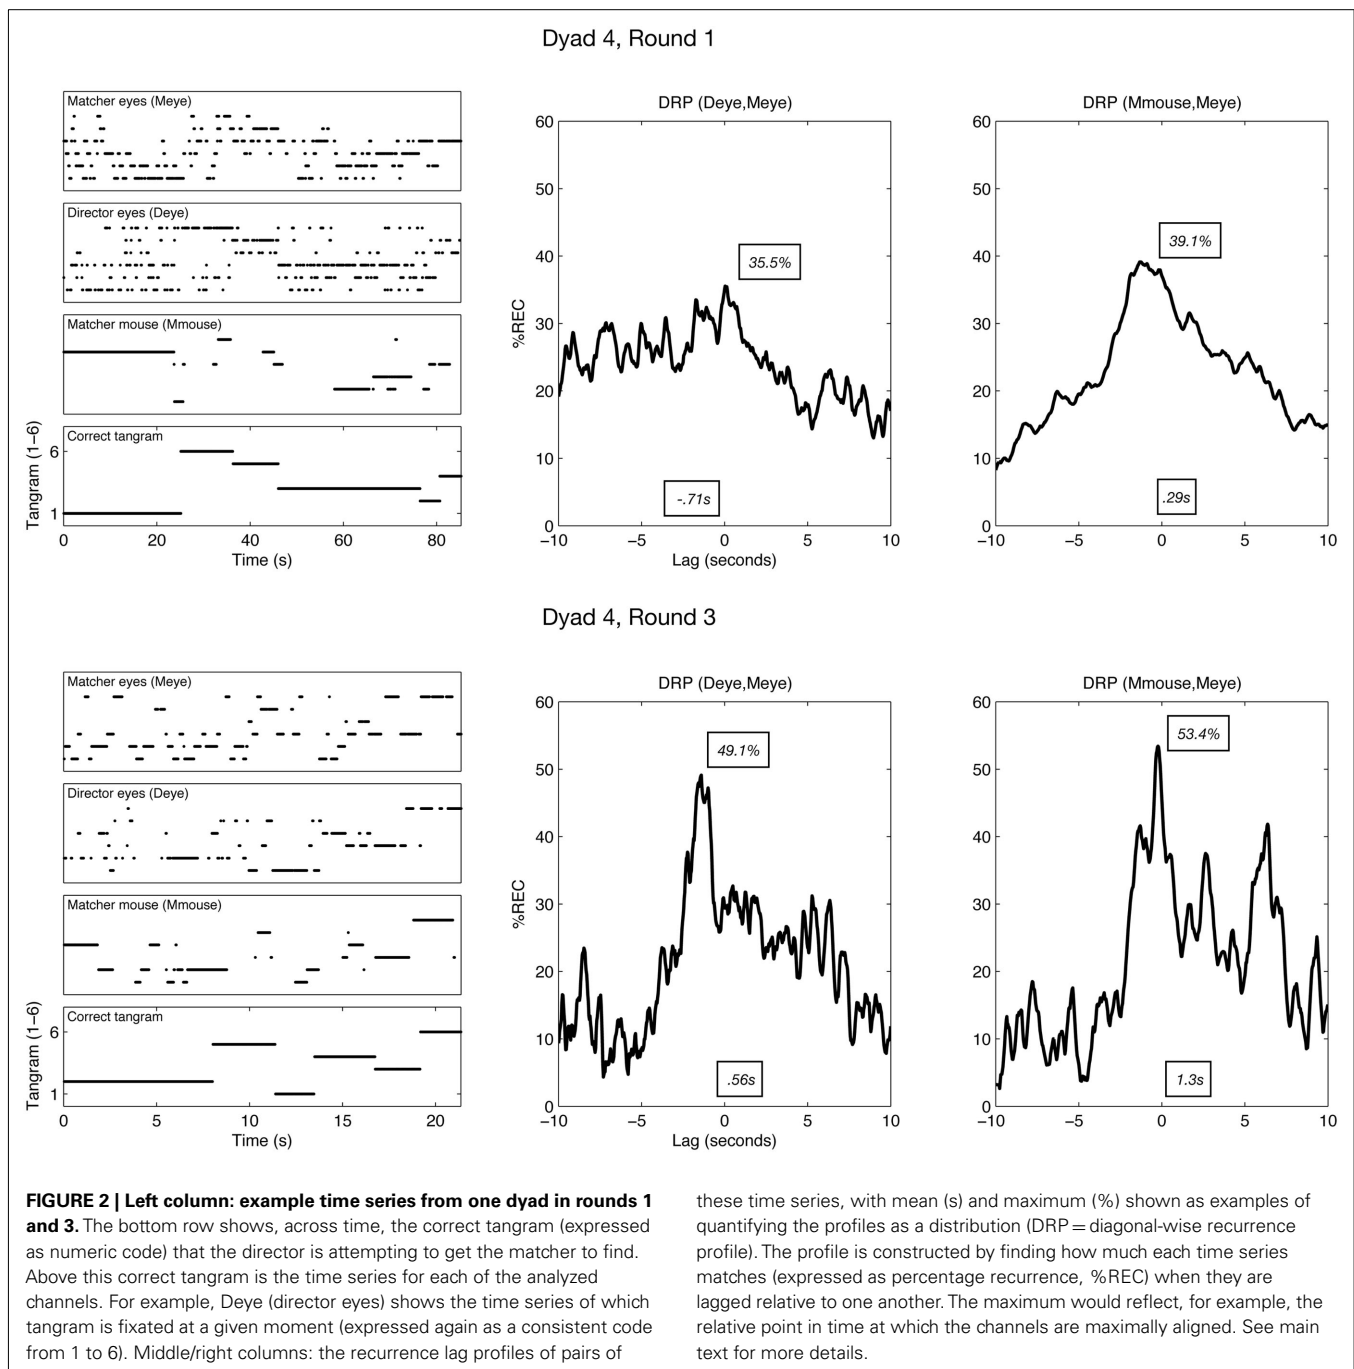 Dyad 4, Round 1
Matcher eyes (Meye)
Director eyes (Deye)
Matcher mouse (Mmouse)
Correct tangram
Tangram (1–6)
6
1
0 20 40 60 80
Time (s)
DRP (Deye,Meye)
%REC
60
50
40
30
20
10
0
35.5%
-.71s
−10 −5 0 5 10
Lag (seconds)
DRP (Mmouse,Meye)
60
50
40
30
20
10
0
39.1%
.29s
−10 −5 0 5 10
Dyad 4, Round 3
Matcher eyes (Meye)
Director eyes (Deye)
Matcher mouse (Mmouse)
Correct tangram
Tangram (1–6)
6
1
0 5 10 15 20
Time (s)
DRP (Deye,Meye)
%REC
60
50
40
30
20
10
0
49.1%
.56s
−10 −5 0 5 10
Lag (seconds)
DRP (Mmouse,Meye)
60
50
40
30
20
10
0
53.4%
1.3s
−10 −5 0 5 10
FIGURE 2 | Left column: example time series from one dyad in rounds 1
and 3. The bottom row shows, across time, the correct tangram (expressed
as numeric code) that the director is attempting to get the matcher to find.
Above this correct tangram is the time series for each of the analyzed
channels. For example, Deye (director eyes) shows the time series of which
tangram is fixated at a given moment (expressed again as a consistent code
from 1 to 6). Middle/right columns: the recurrence lag profiles of pairs of
these time series, with mean (s) and maximum (%) shown as examples of
quantifying the profiles as a distribution (DRP = diagonal-wise recurrence
profile). The profile is constructed by finding how much each time series
matches (expressed as percentage recurrence, %REC) when they are
lagged relative to one another. The maximum would reflect, for example, the
relative point in time at which the channels are maximally aligned. See main
text for more details.